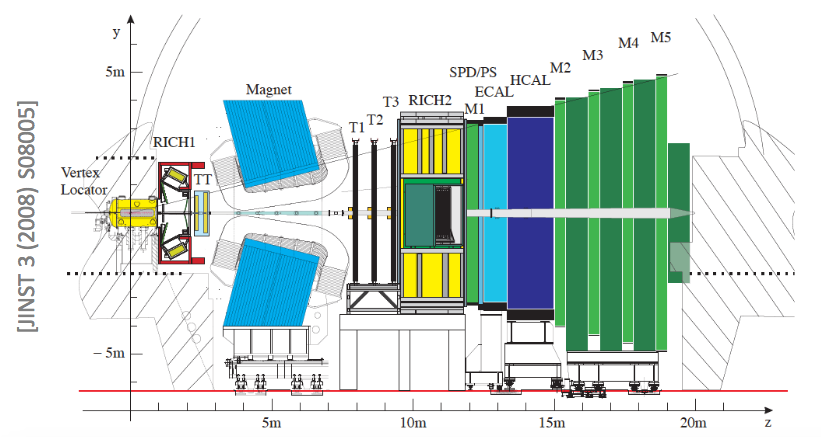 [JINST 3 (2008) S08005]
y
5m
− 5m
Vertex
Locator
RICH1
TT
Magnet
T1
T2
T3
RICH2
M1
SPD/PS
ECAL
HCAL
M2
M3
M4
M5
5m
10m
15m
20m
z